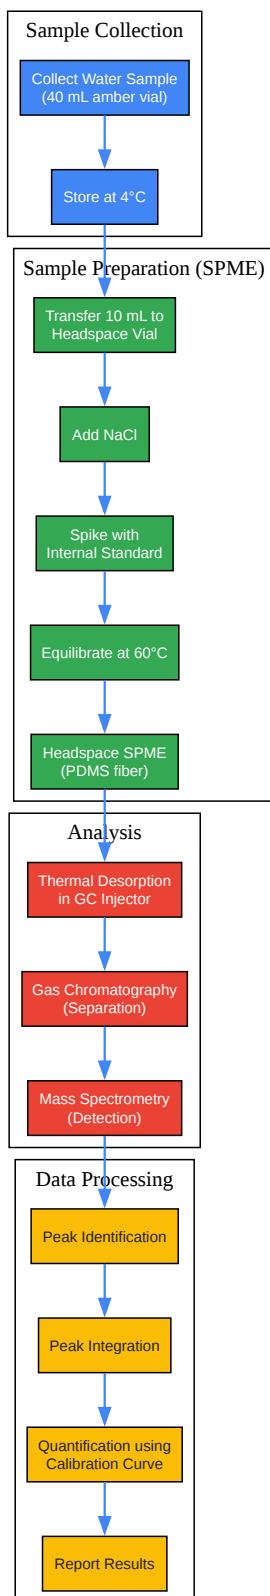 Sample Collection
Collect Water Sample
(40 mL amber vial)
Store at 4°C
Sample Preparation (SPME)
Transfer 10 mL to
Headspace Vial
Add NaCl
Spike with
Internal Standard
Equilibrate at 60°C
Headspace SPME
(PDMS fiber)
Analysis
Thermal Desorption
in GC Injector
Gas Chromatography
(Separation)
Mass Spectrometry
(Detection)
Data Processing
Peak Identification
Peak Integration
Quantification using
Calibration Curve
Report Results